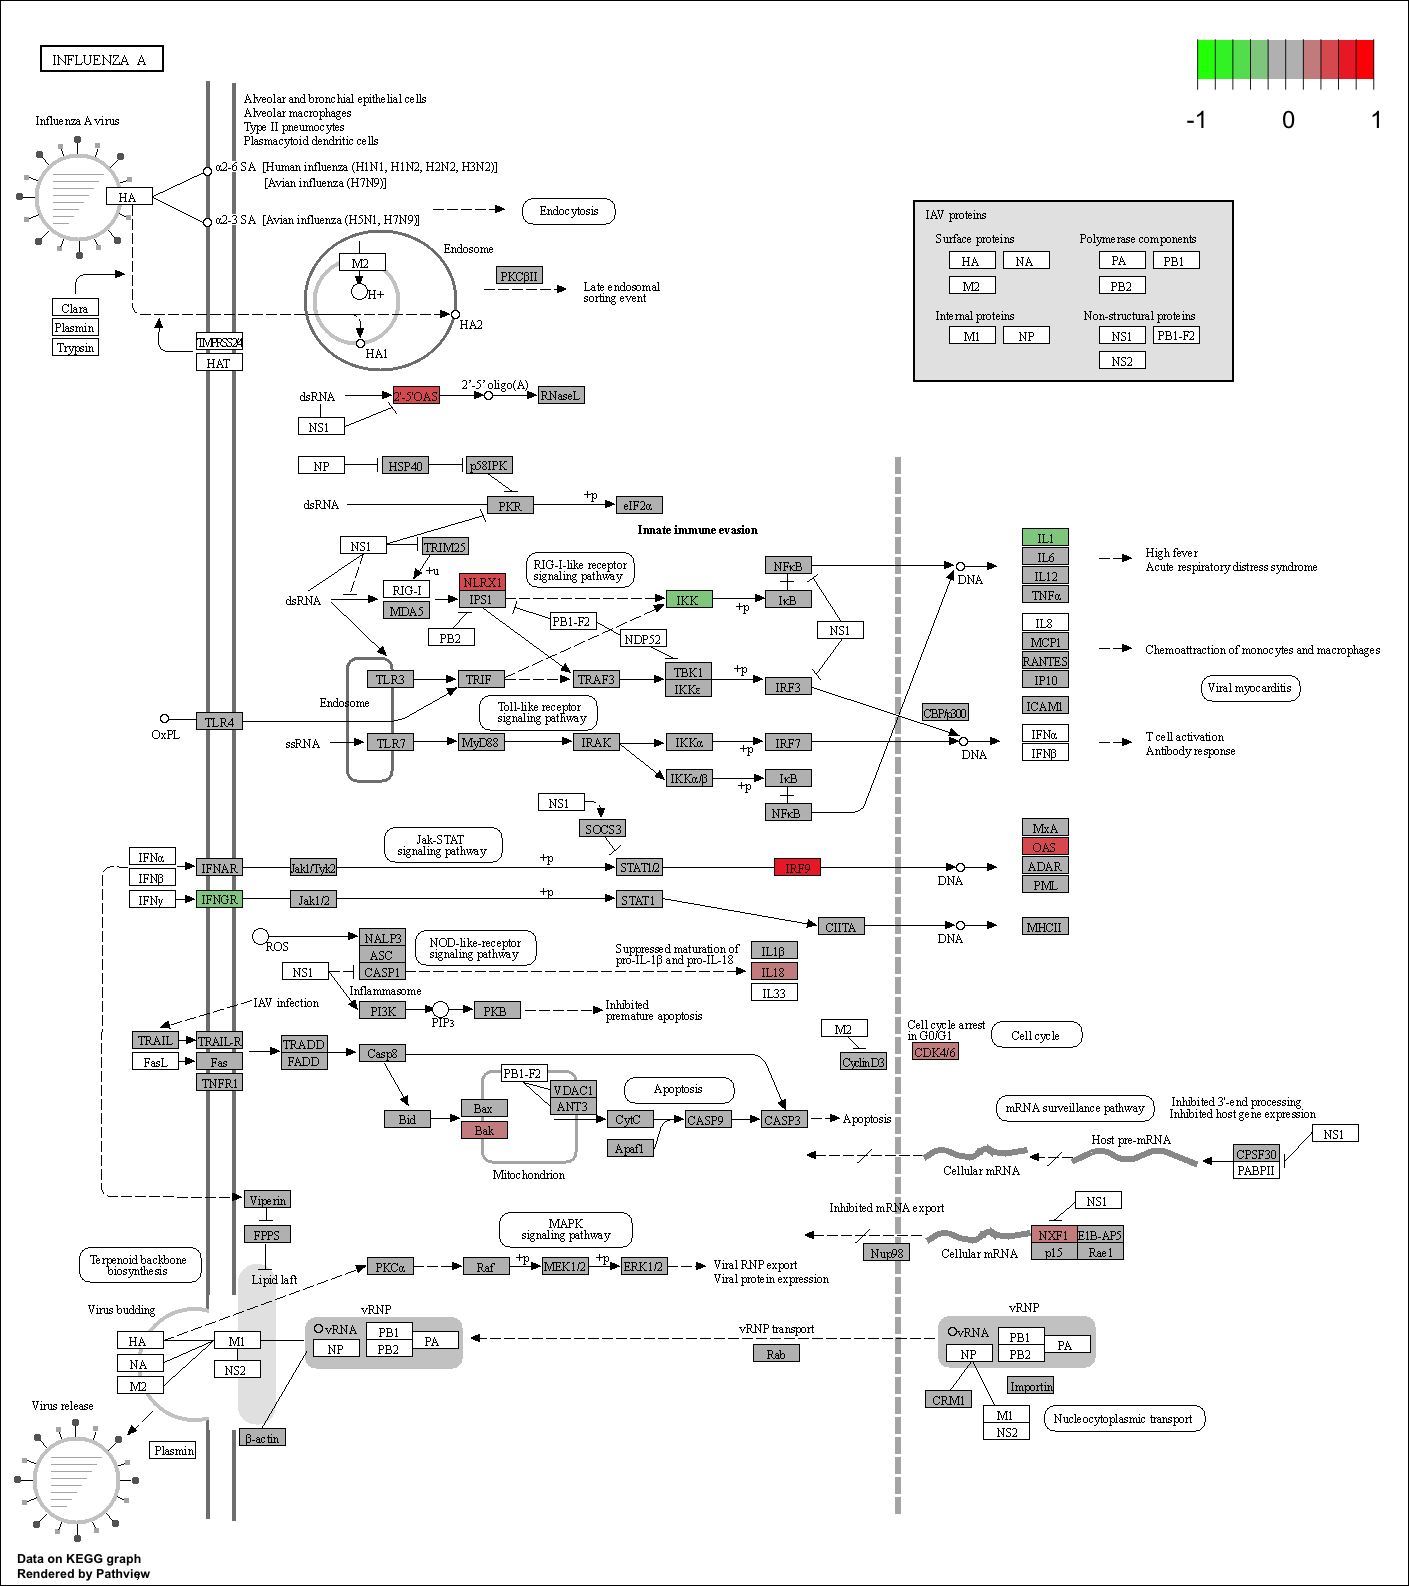 INFLUENZA A
-1 0 1
Alveolar and bronchial epithelial cells
Alveolar macrophages
Type II pneumocytes
Plasmacytoid dendritic cells
Influenza A virus
HA
α2-6 SA [Human influenza (H1N1, H1N2, H2N2, H3N2)]
[Avian influenza (H7N9)]
α2-3 SA [Avian influenza (H5N1, H7N9)]
Endocytosis
Endosome
M2
H+
PKCβII
Late endosomal
sorting event
HA2
HA1
Clara
Plasmin
Trypsin
HAT
IAV proteins
Surface proteins
HA NA
M2
Polymerase components
PA PB1
PB2
Internal proteins
M1 NP
Non-structural proteins
NS1 PB1-F2
NS2
dsRNA
2'-5'OAS
2'-5' oligo(A)
RNaseL
NS1
NP
HSP40
p58IPK
dsRNA
PKR
+p
eIF2α
Innate immune evasion
NS1
TRIM25
+u
RIG-I
MDA5
dsRNA
NLRX1
IPS1
PB2
RIG-I-like receptor
signaling pathway
PB1-F2
NDP52
IKK
+p
NFκB
IκB
NS1
DNA
IL1
IL6
IL12
TNFα
High fever
Acute respiratory distress syndrome
IL8
MCP1
RANTES
IP10
ICAM1
Chemoattraction of monocytes and macrophages
Viral myocarditis
IFNα
IFNβ
T cell activation
Antibody response
Endosome
TLR3
TRIF
TRAF3
TBK1
IKKε
+p
IRF3
CBP/p300
DNA
OxPL
TLR4
Toll-like receptor
signaling pathway
ssRNA
TLR7
MyD88
IRAK
IKKα
+p
IRF7
IKKα/β
+p
IκB
NFκB
NS1
SOCS3
Jak-STAT
signaling pathway
IFNα
IFNβ
IFNAR
Jak1/Tyk2
+p
STAT1/2
IRF9
DNA
MxA
OAS
ADAR
PML
IFNγ
IFNGR
Jak1/2
+p
STAT1
CIITA
DNA
MHCII
ROS
NALP3
ASC
CASP1
NOD-like-receptor
signaling pathway
Suppressed maturation of
pro-IL-1β and pro-IL-18
IL1β
IL18
IL33
NS1
Inflammasome
PI3K
PIP3
PKB
Inhibited
premature apoptosis
IAV infection
TRAIL
TRAIL-R
FasL
Fas
TNFR1
TRADD
FADD
Casp8
M2
CyclinD3
Cell cycle arrest
in G0/G1
CDK4/6
Cell cycle
PB1-F2
VDAC1
ANT3
Bid
Bax
Bak
Mitochondrion
Apoptosis
CytC
CASP9
CASP3
Apoptosis
Apaf1
mRNA surveillance pathway
Inhibited 3'-end processing
Inhibited host gene expression
NS1
Host pre-mRNA
CPSF30
PABPII
Cellular mRNA
Viperin
FPPS
Lipid laft
Inhibited mRNA export
NS1
NXF1
E1B-AP5
p15
Rae1
Nup98
Cellular mRNA
MAPK
signaling pathway
Terpenoid backbone
biosynthesis
PKCα
Raf
+p
MEK1/2
+p
ERK1/2
Viral RNP export
Viral protein expression
Virus budding
HA
NA
M2
M1
NS2
vRNP
vRNA
NP
PB1
PB2
PA
vRNP transport
Rab
vRNP
vRNA
NP
PB1
PB2
PA
CRM1
Importin
M1
NS2
Nucleocytoplasmic transport
Virus release
Plasmin
β-actin
Data on KEGG graph
Rendered by Pathview